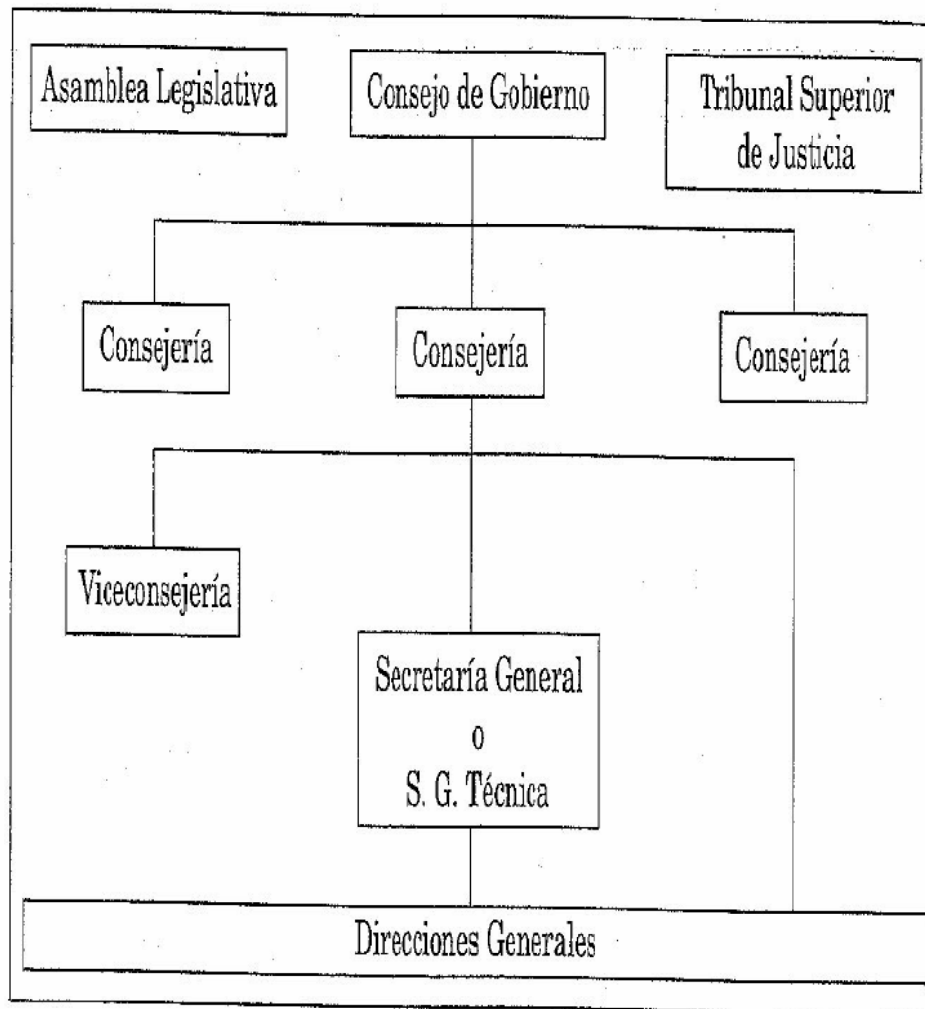 Asamblea Legislativa
Consejo de Gobierno
Tribunal Superior
de Justicia
Consejería
Consejería
Consejería
Viceconsejería
Secretaría General
o
S. G. Técnica
Direcciones Generales